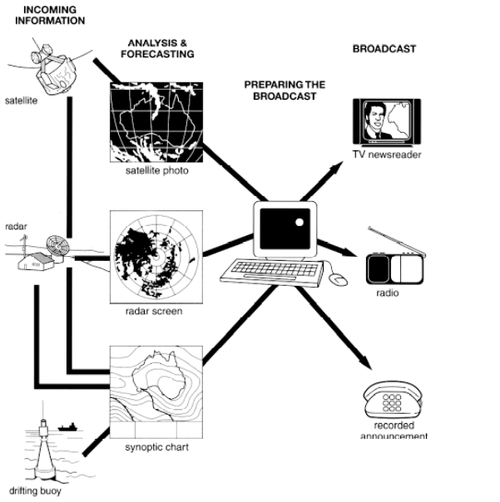 INCOMING
INFORMATION
ANALYSIS &
FORECASTING
PREPARING THE
BROADCAST
BROADCAST
satellite
satellite photo
TV newsreader
radar
radar screen
radio
synoptic chart
recorded
announcement
drifting buoy